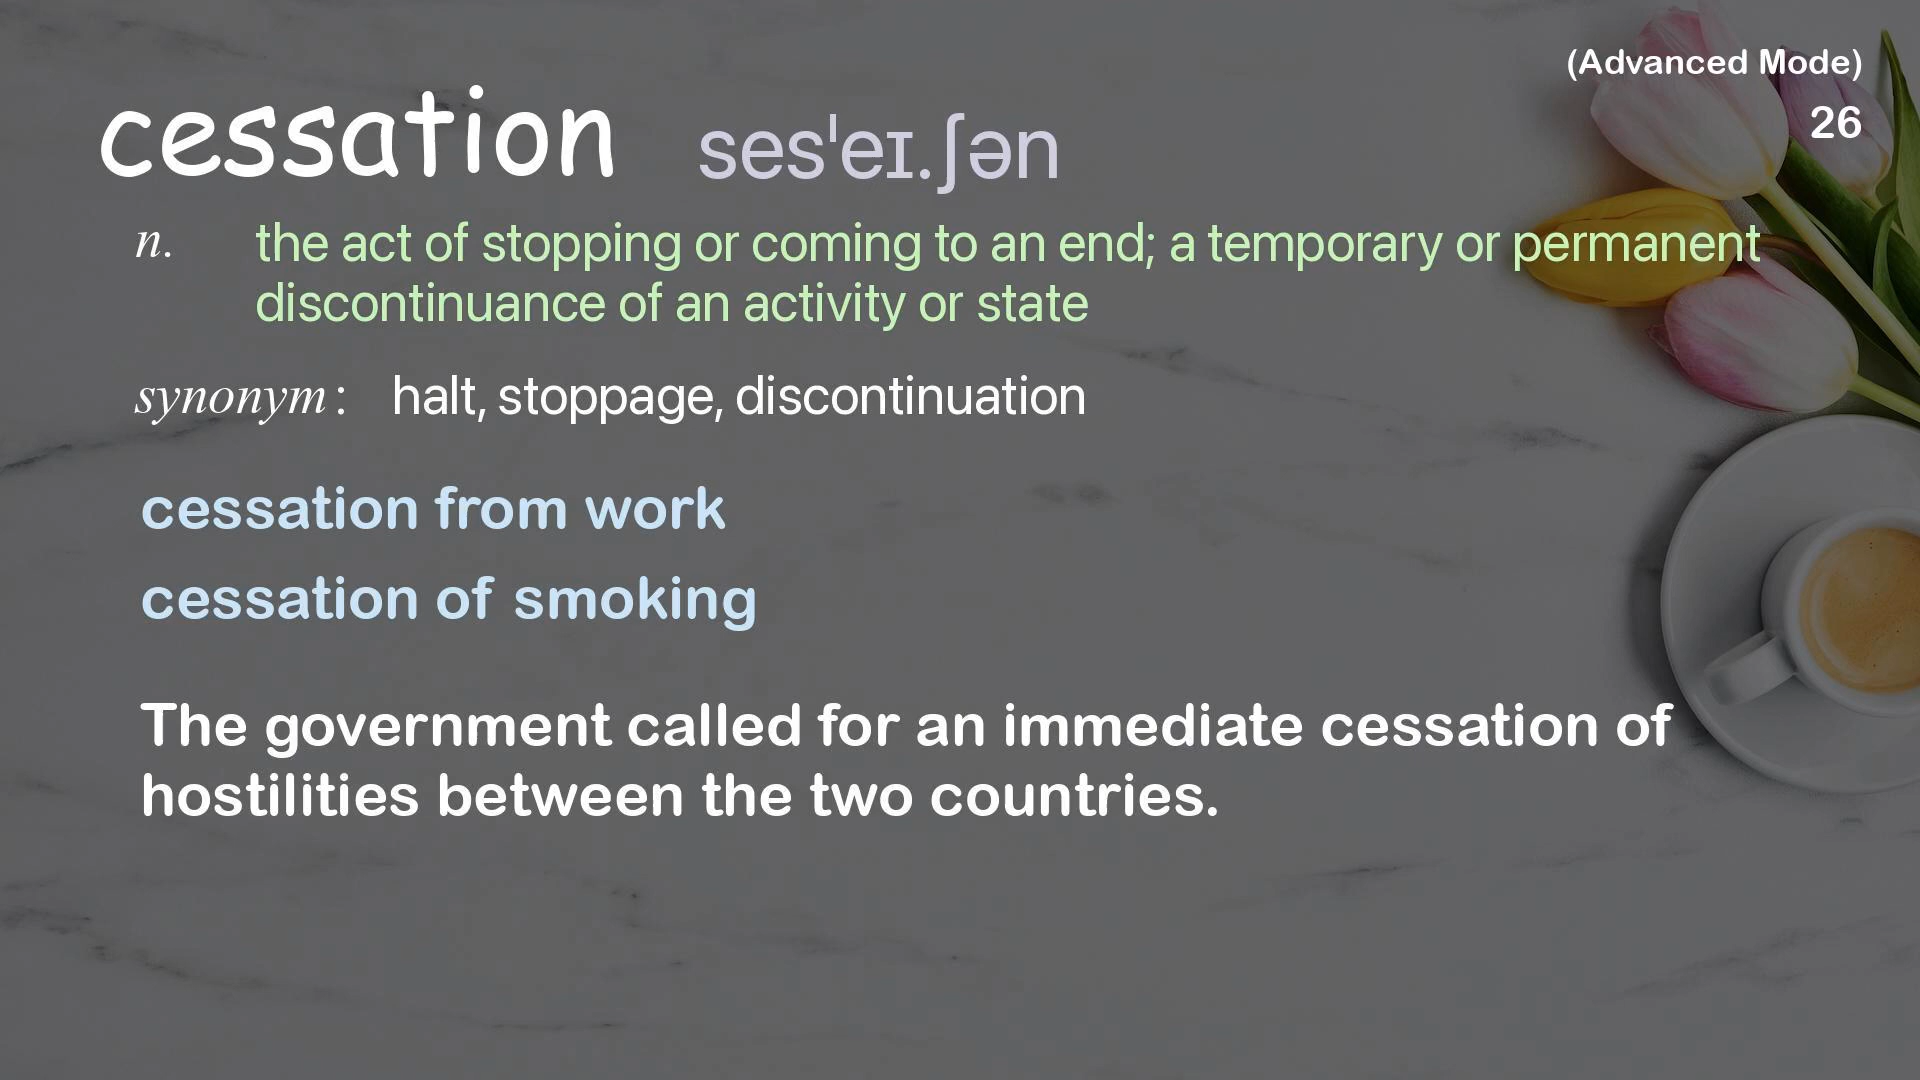 (Advanced Mode)
26
cessation sesˈeɪ.ʃən
n. the act of stopping or coming to an end; a temporary or permanent
discontinuance of an activity or state
synonym : halt, stoppage, discontinuation
cessation from work
cessation of smoking
The government called for an immediate cessation of
hostilities between the two countries.